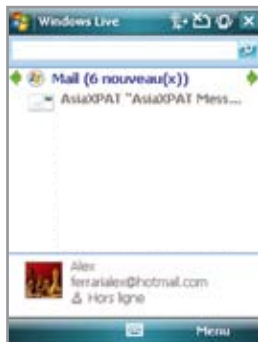 Windows Live
Mail (6 nouveau(x))
AsiaXPAT "AsiaXPAT Mess...
Alex
ferrarialex@hotmail.com
Hors ligne
Menu